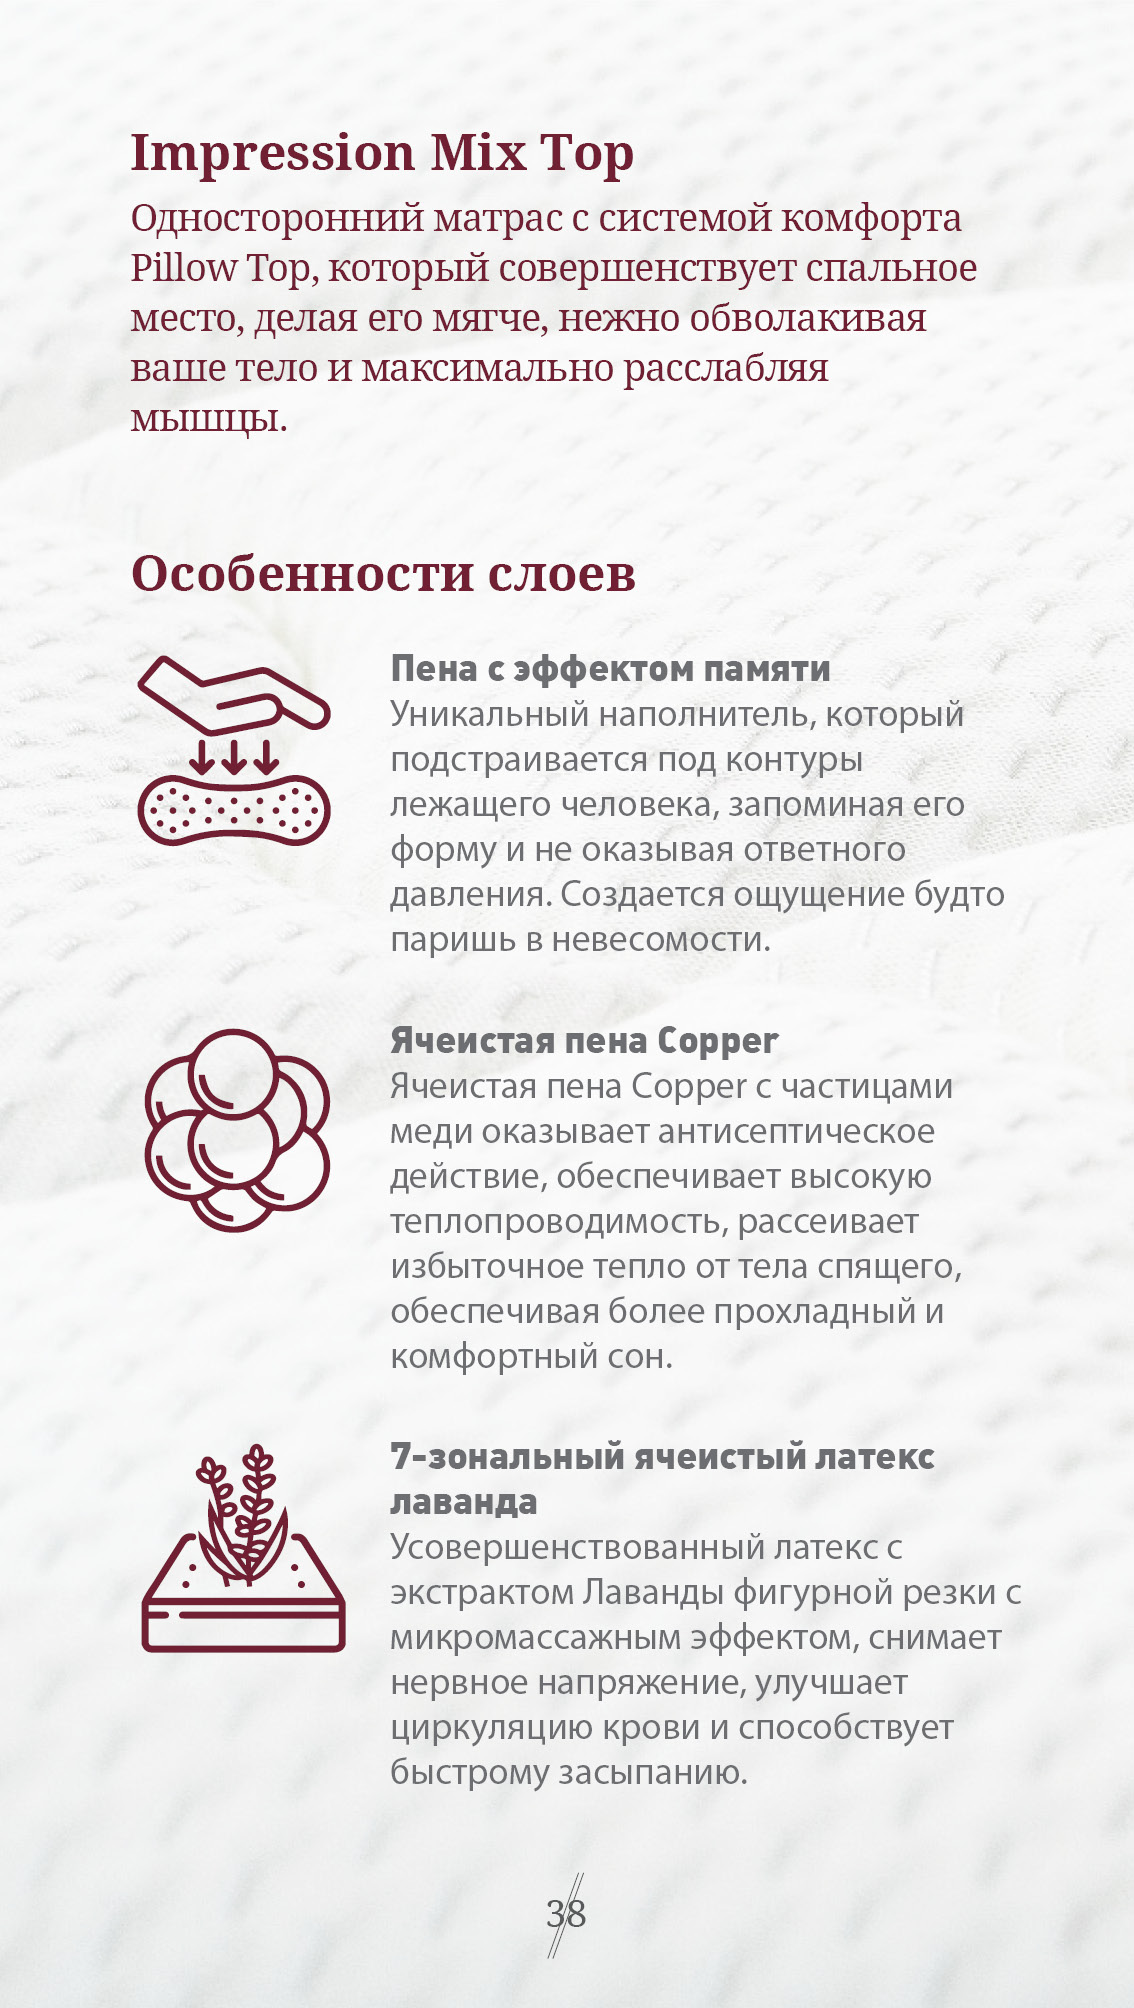 Impression Mix Top
Односторонний матрас с системой комфорта
Pillow Top, который совершенствует спальное
место, делая его мягче, нежно обволакивая
ваше тело и максимально расслабляя
мышцы.
Особенности слоев
Пена с эффектом памяти
Уникальный наполнитель, который
подстраивается под контуры
лежащего человека, запоминая его
форму и не оказывая ответного
давления. Создается ощущение будто
паришь в невесомости.
Ячеистая пена Copper
Ячеистая пена Copper с частицами
меди оказывает антисептическое
действие, обеспечивает высокую
теплопроводимость, рассеивает
избыточное тепло от тела спящего,
обеспечивая более прохладный и
комфортный сон.
7-зональный ячеистый латекс
лаванда
Усовершенствованный латекс с
экстрактом Лаванды фигурной резки с
микромассажным эффектом, снимает
нервное напряжение, улучшает
циркуляцию крови и способствует
быстрому засыпанию.
38